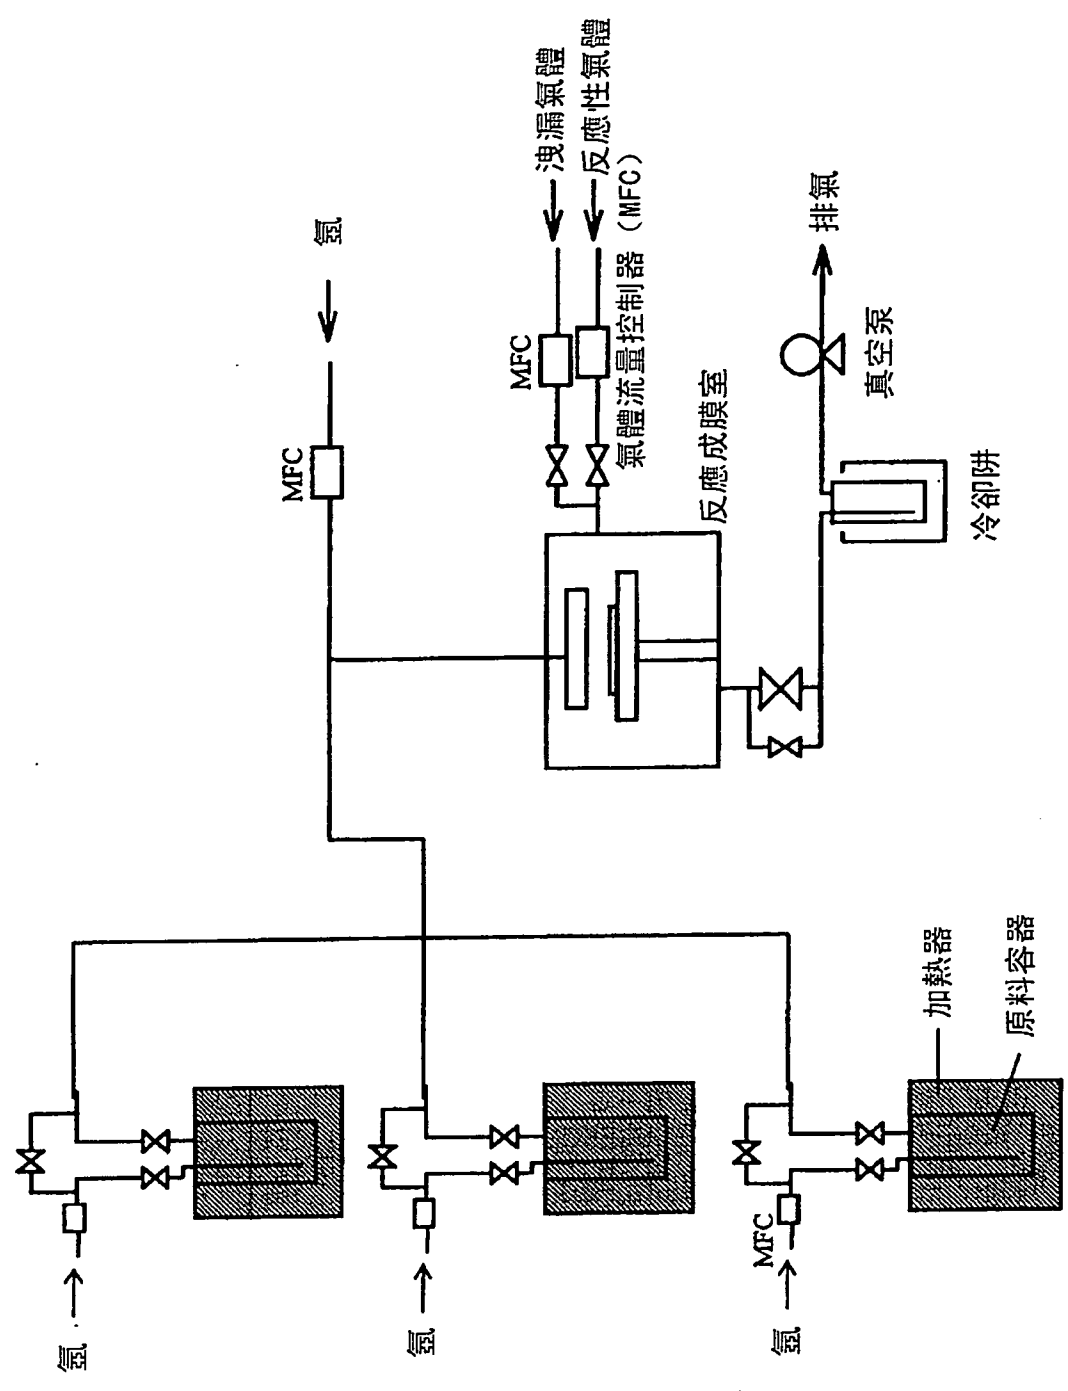 氬
MFC
氬
氬
MFC
洩漏氣體
反應性氣體
氣體流量控制器（MFC）
反應成膜室
MFC
氬
排氣
真空泵
加熱器
冷卻阱
原料容器